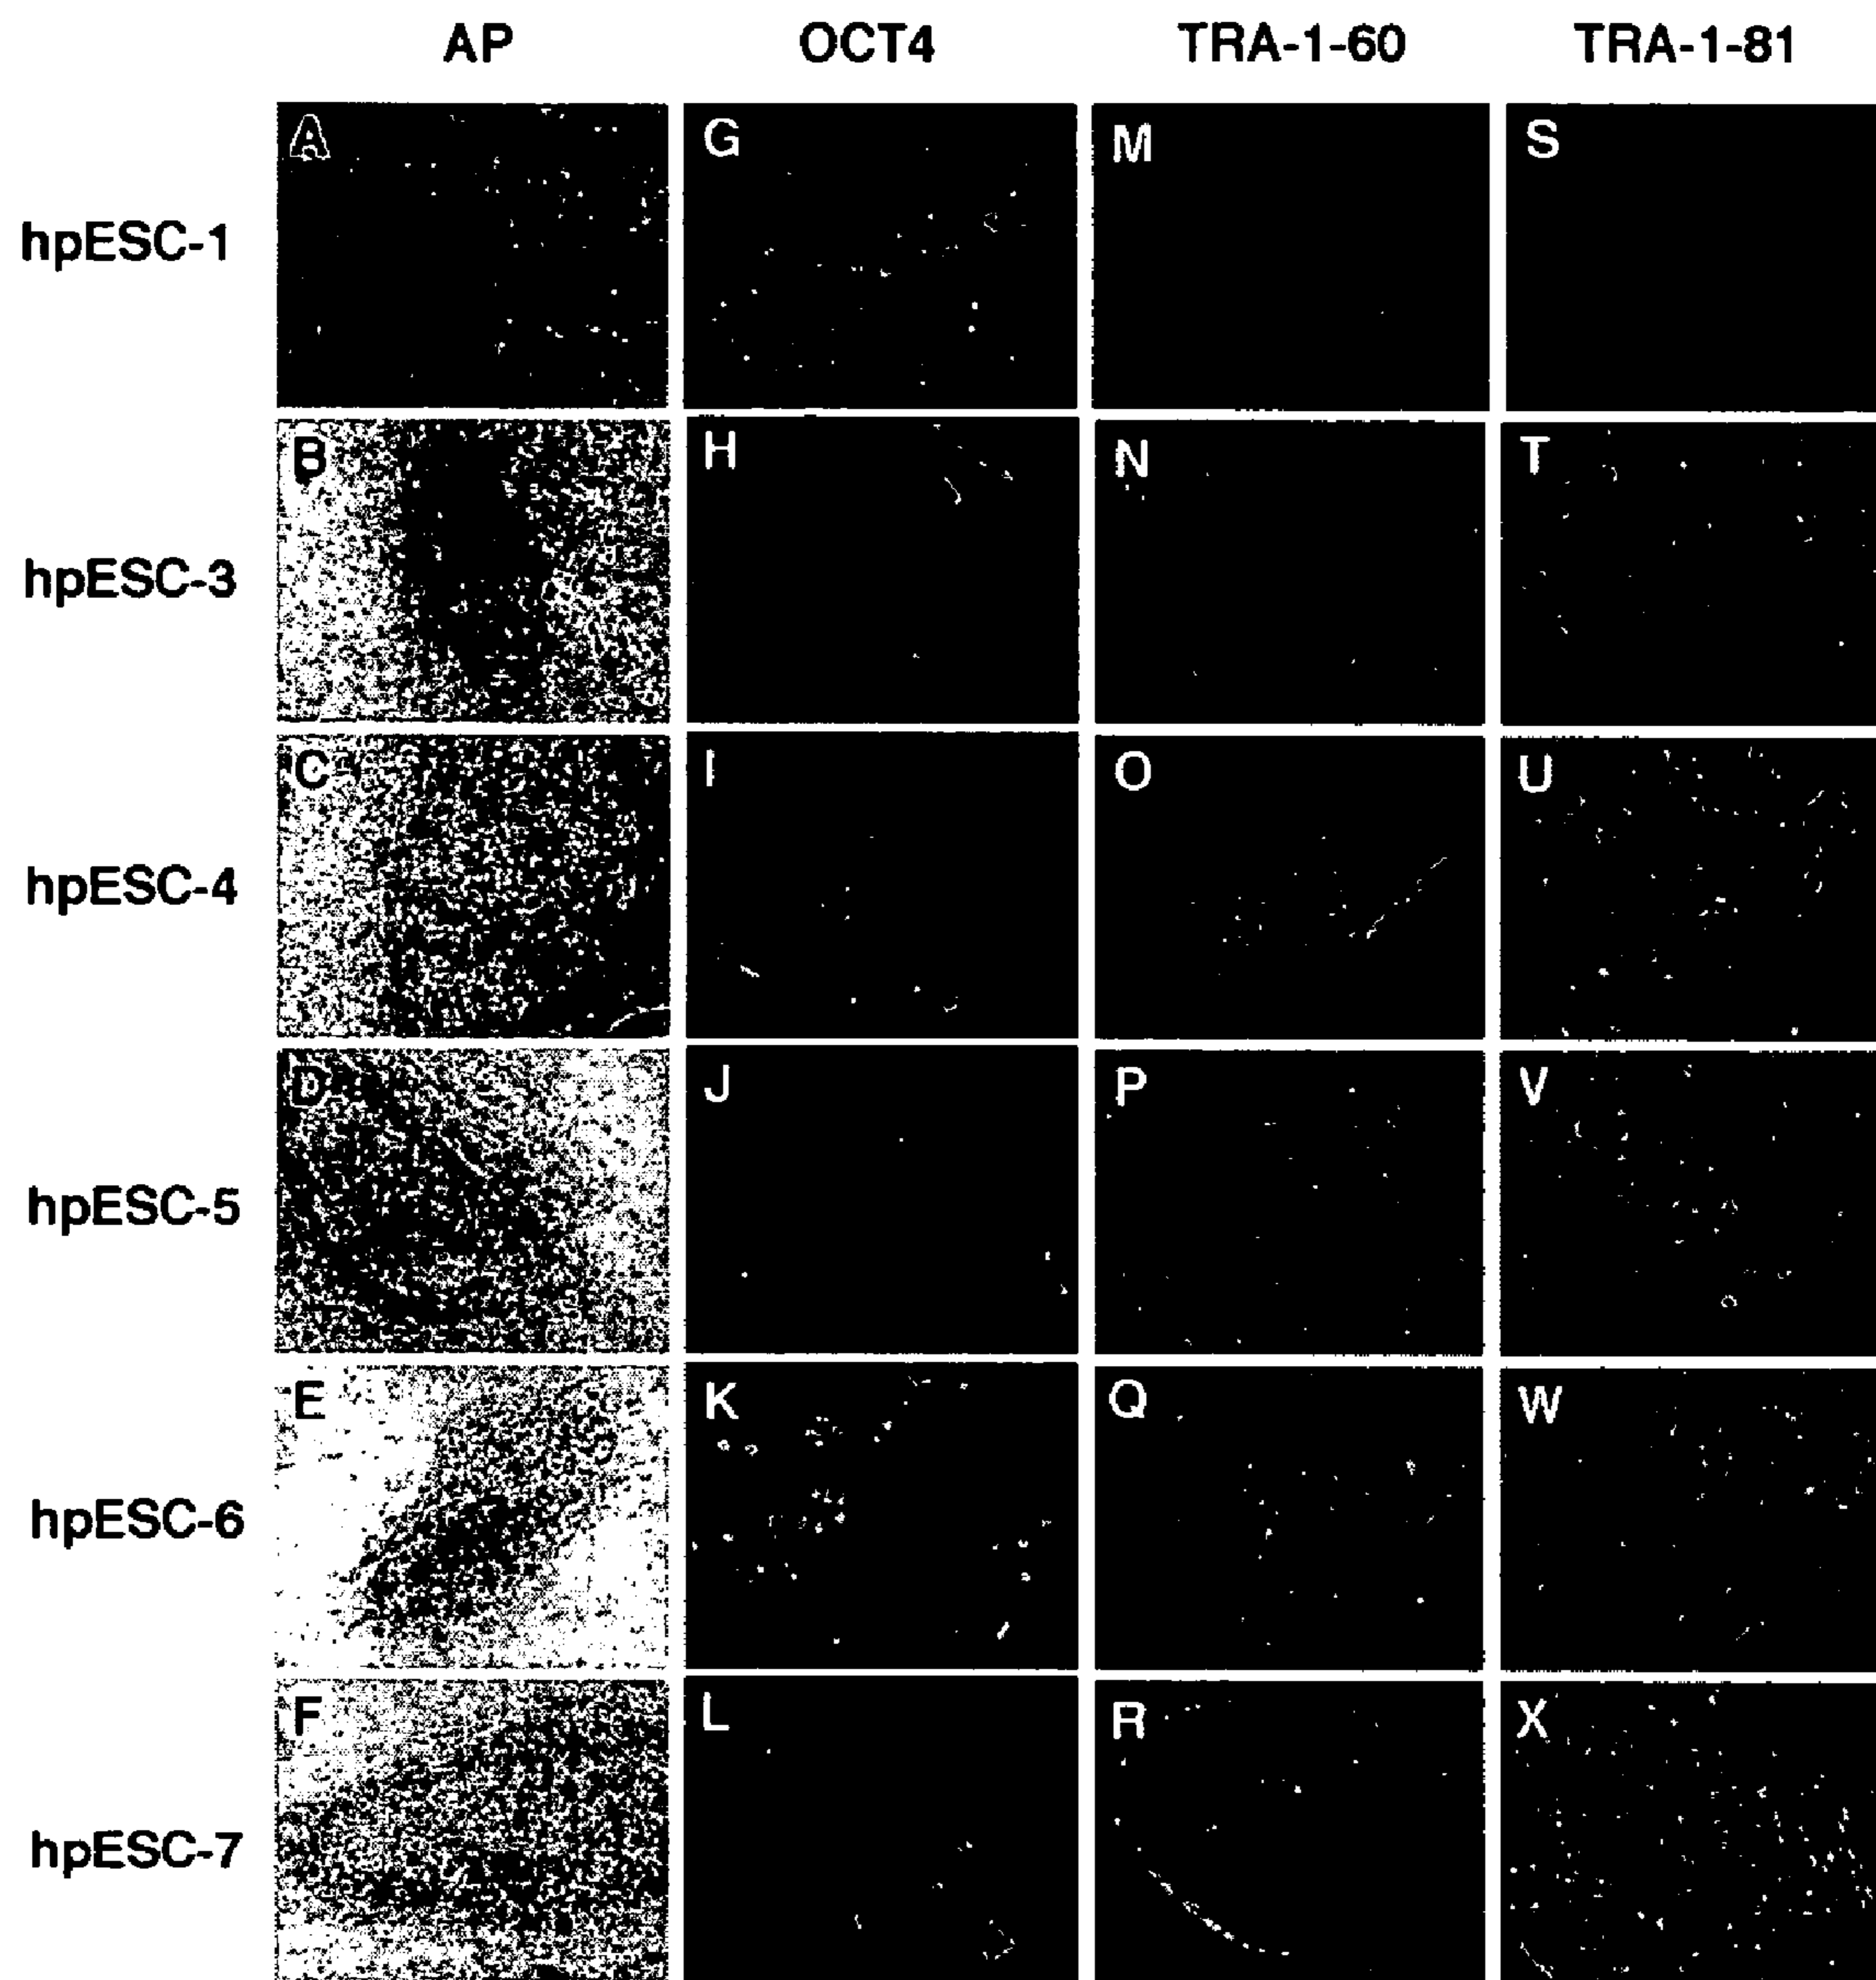 AP OCT4 TRA-1-60 TRA-1-81
hpESC-1 A G M S
hpESC-3 B H N T
hpESC-4 C I O U
hpESC-5 D J P V
hpESC-6 E K Q W
hpESC-7 F L R X